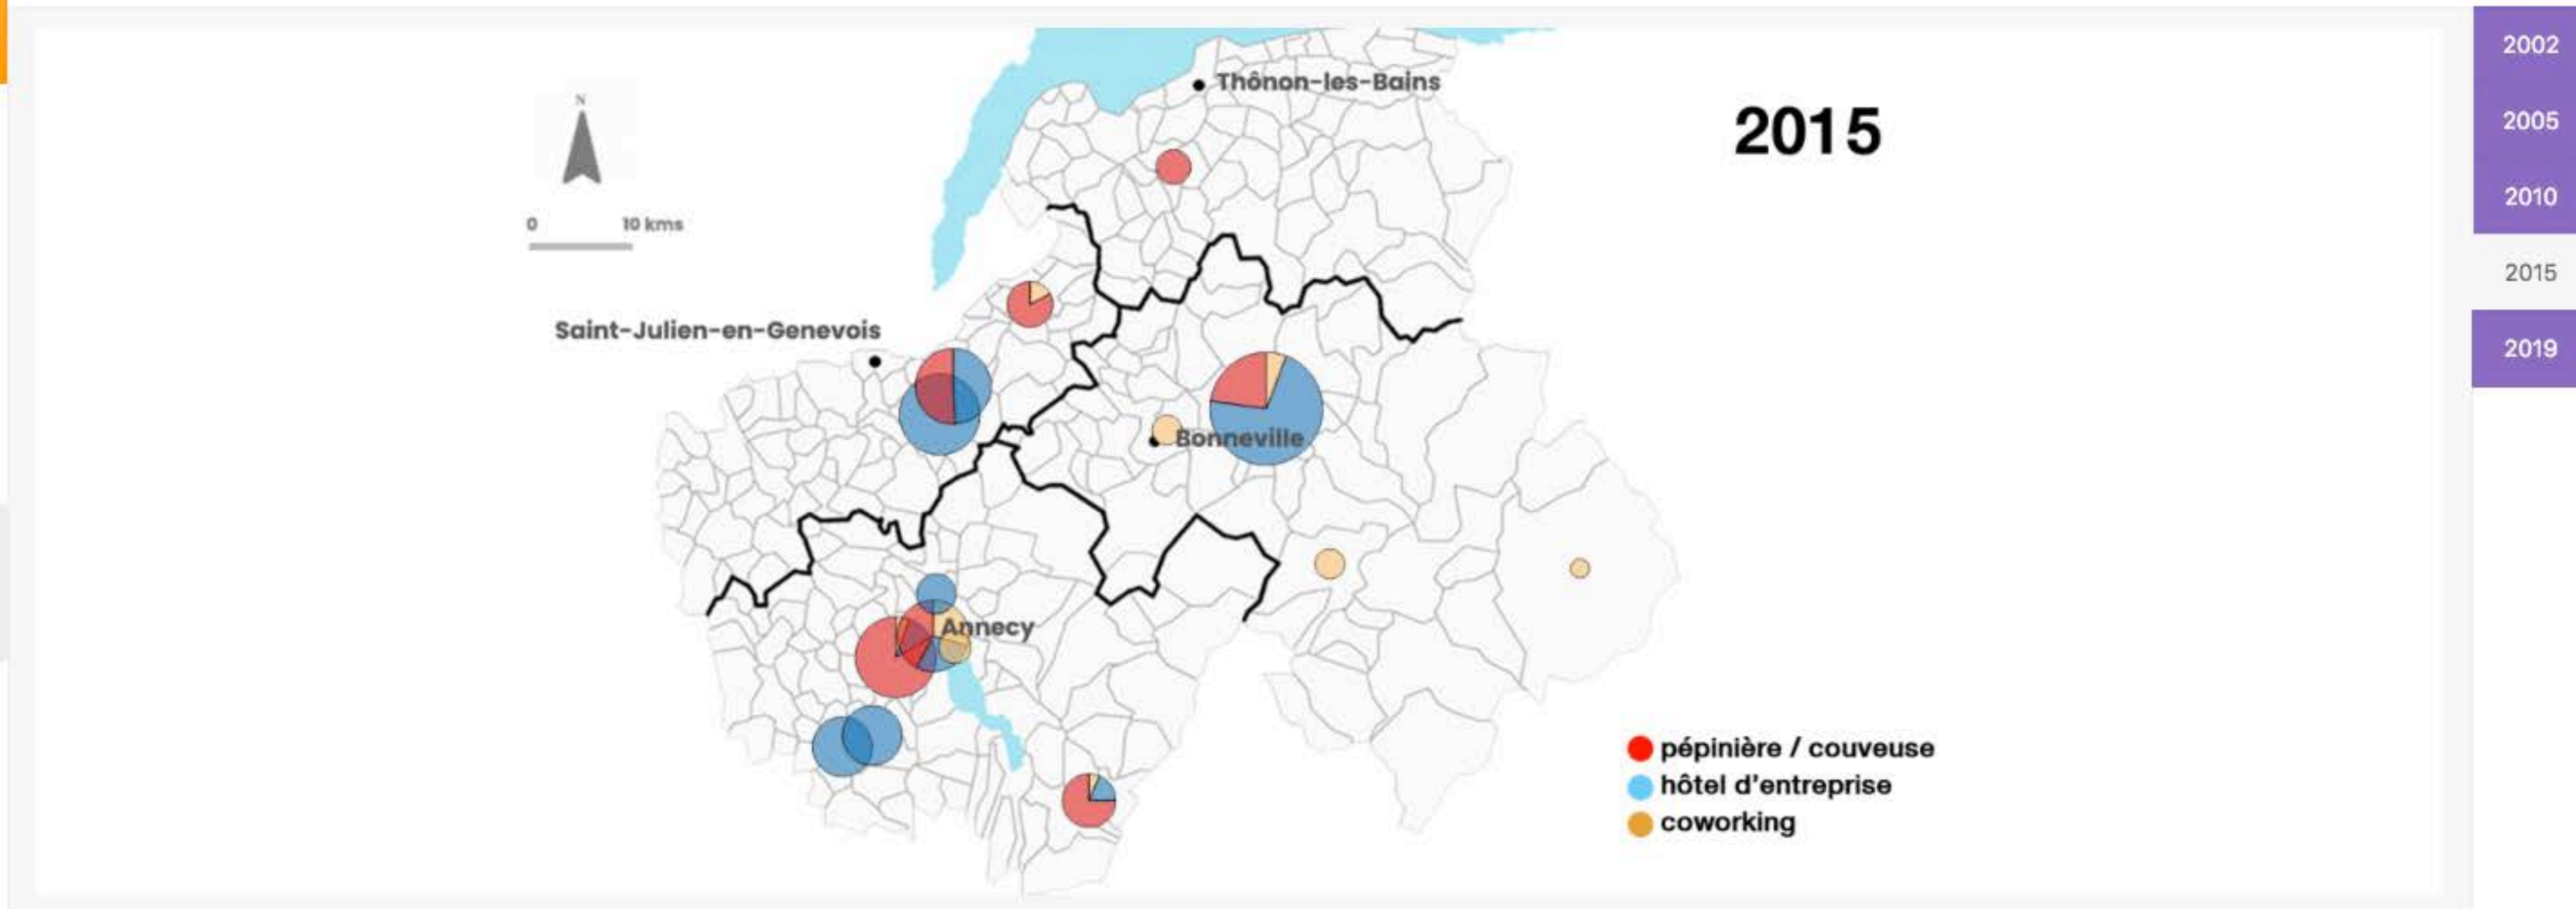 2002
Thônon-les-Bains
2015
2005
N
2010
0 10 kms
2015
Saint-Julien-en-Genevois
2019
Bonneville
Annecy
pépinière / couveuse
hôtel d'entreprise
coworking